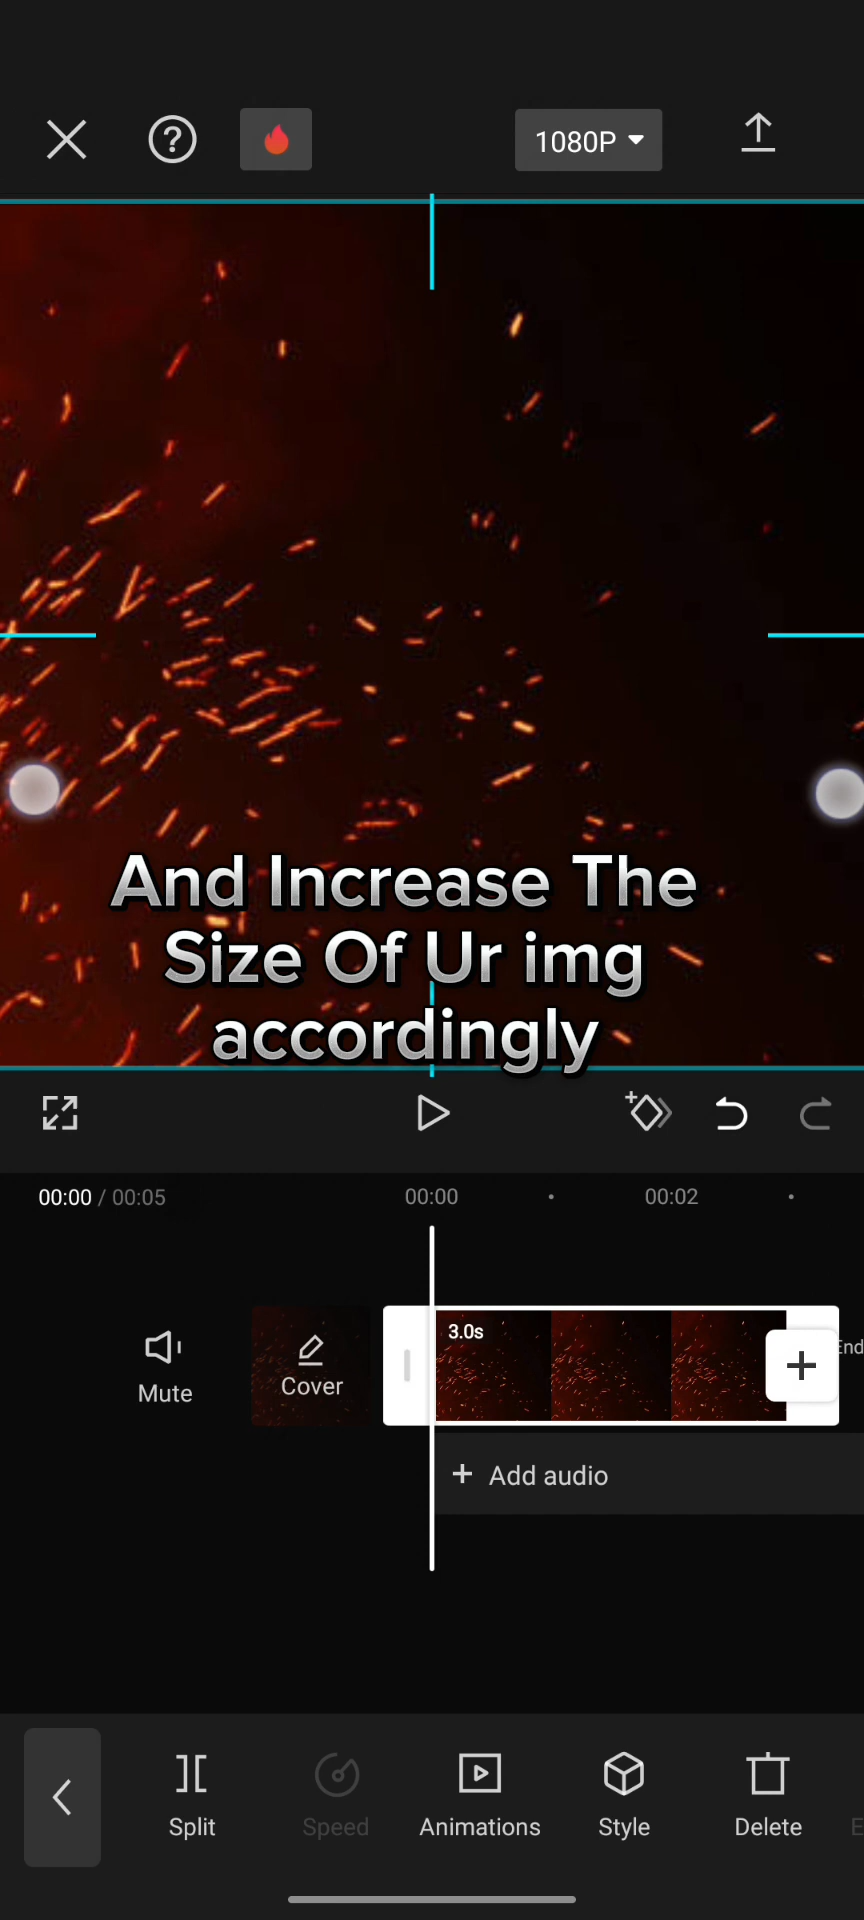 1080P
And Increase The
Size Of Ur img
accordingly
00:00 / 00:05
00:00
00:02
3.0s
End
Mute
Cover
+ Add audio
Split
Speed
Animations
Style
Delete